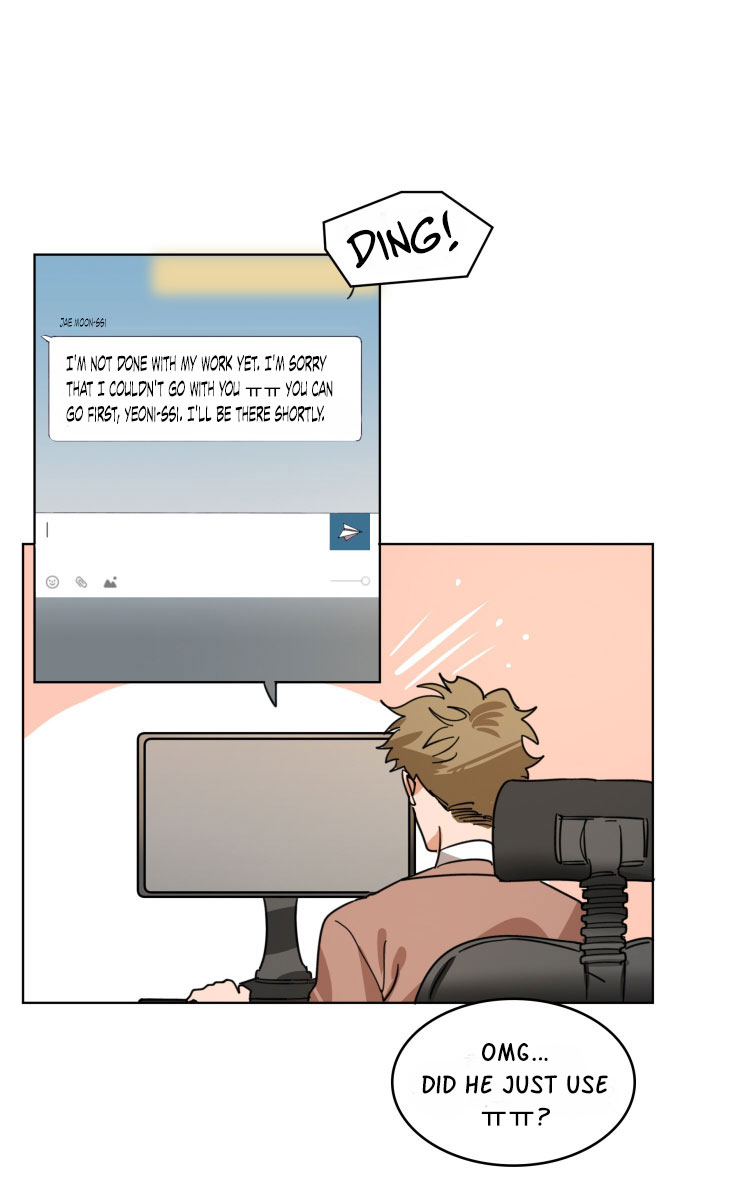 DING!
JAE MOON-SSI
I'M NOT DONE WITH MY WORK YET. I'M SORRY
THAT I COULDN'T GO WITH YOU ㅠㅠ YOU CAN
GO FIRST, YEONI-SSI. I'LL BE THERE SHORTLY.
OMG...
DID HE JUST USE
ㅠㅠ?